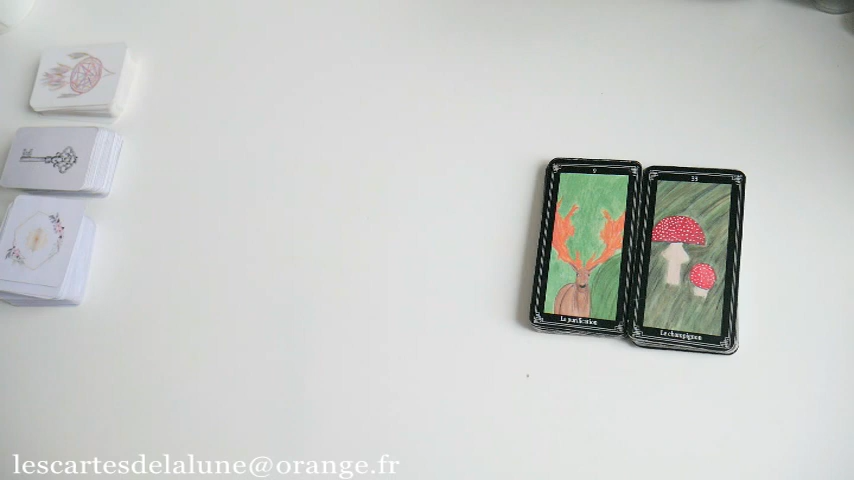 9
La purification
33
Le champignon
lescartesdelalune@orange.fr